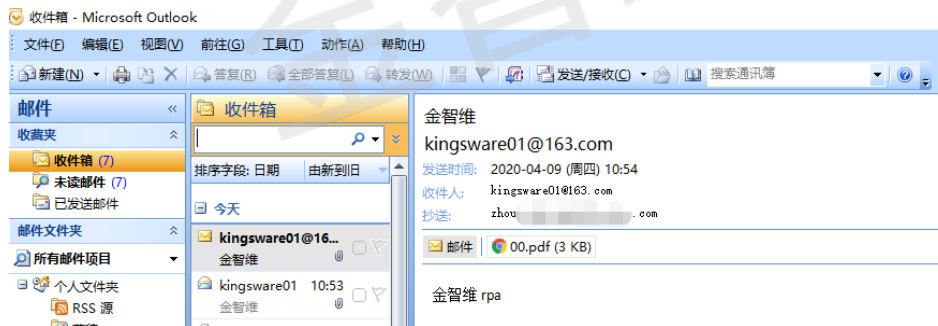 收件箱 - Microsoft Outlook
文件(F) 编辑(E) 视图(V) 前往(G) 工具(T) 动作(A) 帮助(H)
新建(N) 答复(R) 全部答复(L) 转发(W) 发送/接收(C) 搜索通讯簿
邮件 «
收藏夹
收件箱 (7)
未读邮件 (7)
已发送邮件
邮件文件夹
所有邮件项目
个人文件夹
RSS 源
收件箱
排序字段: 日期 由新到旧
今天
kingsware01@16...
金智维
kingsware01 10:53
金智维
金智维
kingsware01@163.com
发送时间: 2020-04-09 (周四) 10:54
收件人: kingsware01@163.com
抄送: zhou .com
邮件 00.pdf (3 KB)
金智维 rpa